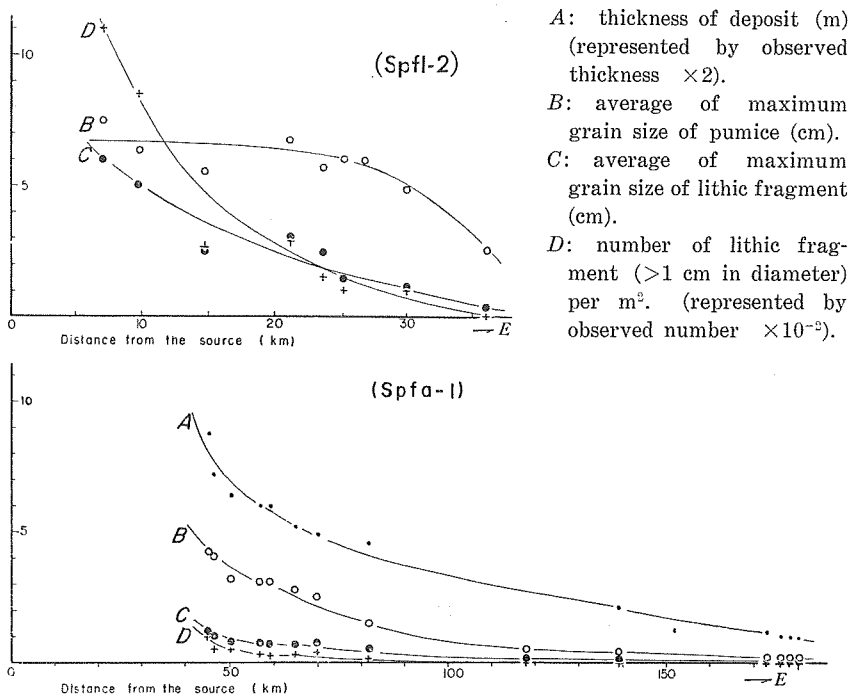 D
10
(Spfl-2)
B
C
5
0
10
20
30
→ E
Distance from the source (km)
A: thickness of deposit (m)
(represented by observed
thickness ×2).
B: average of maximum
grain size of pumice (cm).
C: average of maximum
grain size of lithic fragment
(cm).
D: number of lithic frag-
ment (>1 cm in diameter)
per m². (represented by
observed number ×10⁻²).
(Spfa-1)
10
A
B
5
C
D
0
50
100
150
→ E
Distance from the source (km)